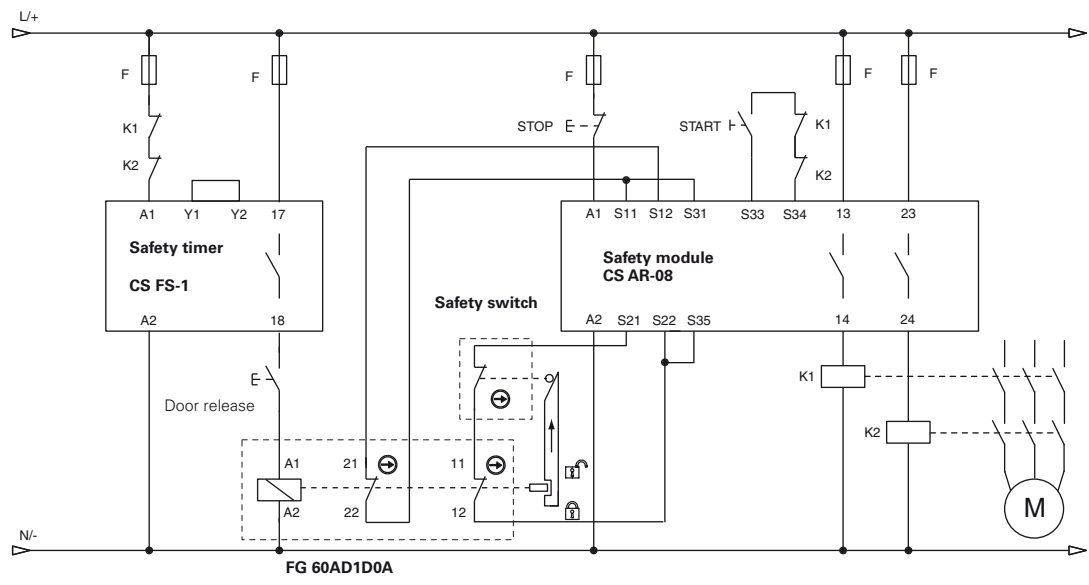 L/+
F
F
F
F
F
K1
K2
STOP
START
K1
K2
A1 Y1 Y2 17
Safety timer
CS FS-1
A2 18
A1 S11 S12 S31 S33 S34 13 23
Safety module
CS AR-08
A2 S21 S22 S35 14 24
Safety switch
Door release
K1
K2
A1 21 11
A2 22 12
M
N/-
FG 60AD1D0A